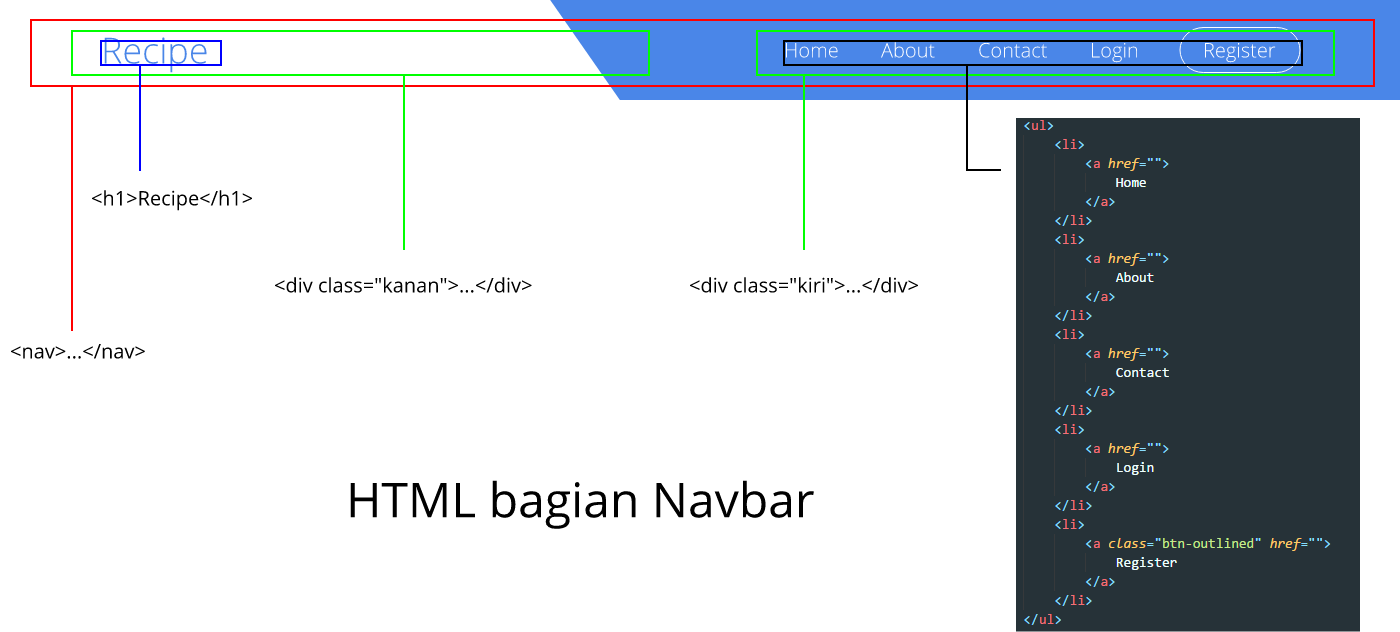 Recipe
Home About Contact Login Register
<h1>Recipe</h1>
<div class="kanan">...</div>
<div class="kiri">...</div>
<nav>...</nav>
HTML bagian Navbar
<ul>
<li>
<a href="">
Home
</a>
</li>
<li>
<a href="">
About
</a>
</li>
<li>
<a href="">
Contact
</a>
</li>
<li>
<a href="">
Login
</a>
</li>
<li>
<a class="btn-outlined" href="">
Register
</a>
</li>
</ul>